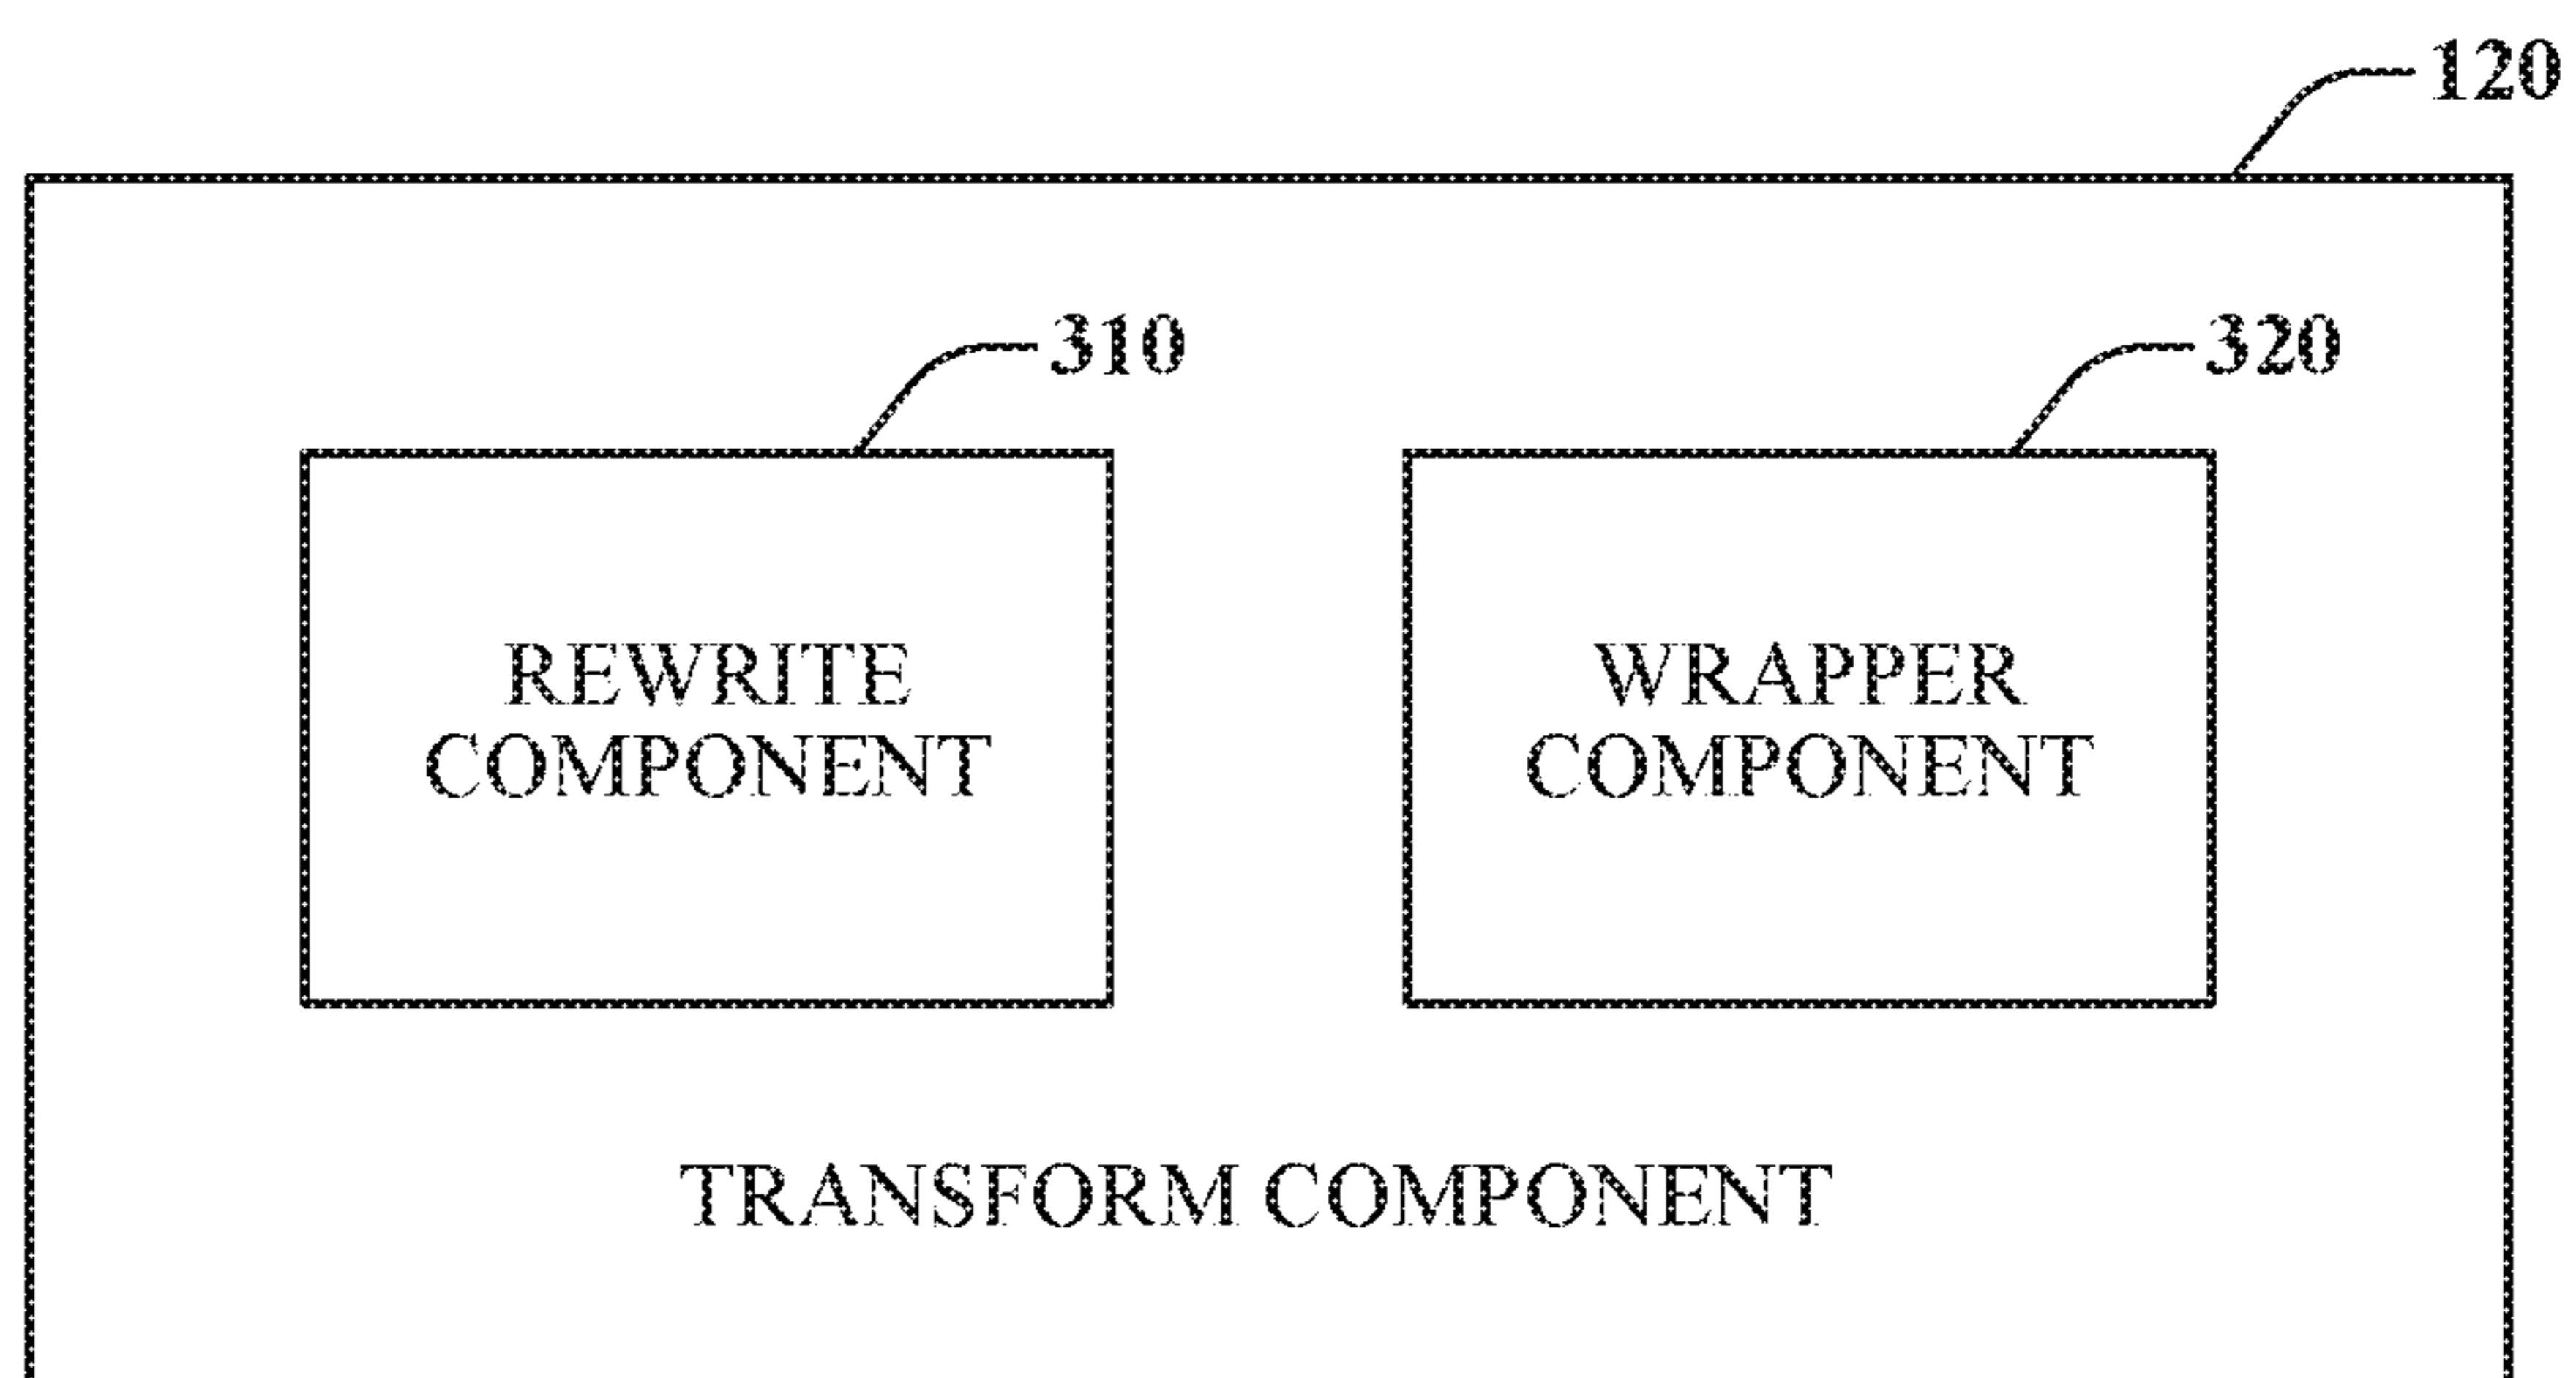 120
310
320
REWRITE
COMPONENT
WRAPPER
COMPONENT
TRANSFORM COMPONENT